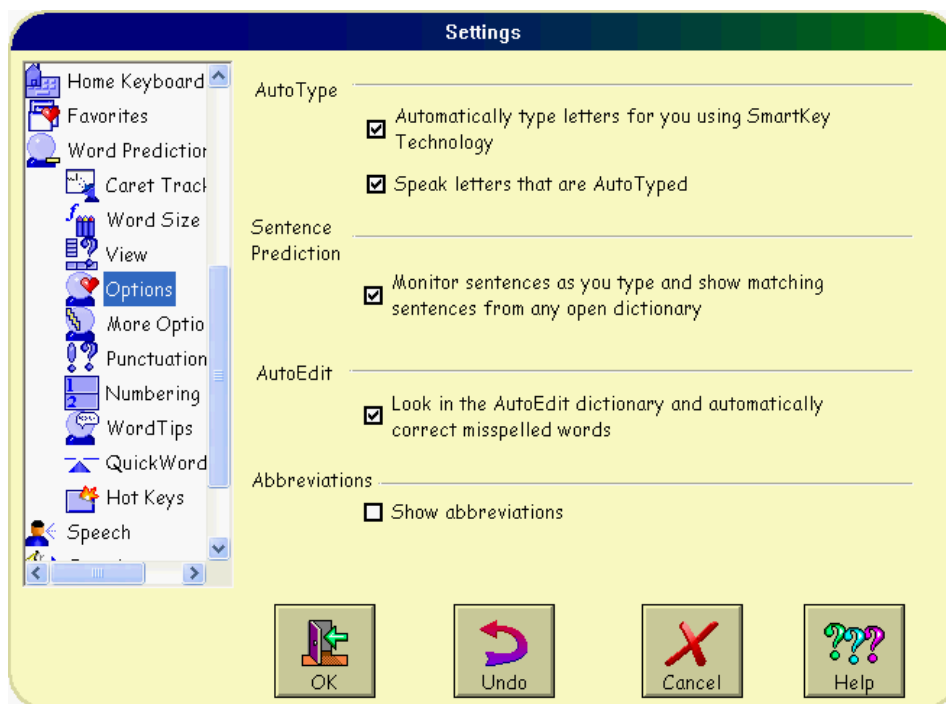 Settings
Home Keyboard
Favorites
Word Prediction
Caret Track
Word Size
View
Options
More Optio
Punctuation
Numbering
WordTips
QuickWord
Hot Keys
Speech
AutoType
Automatically type letters for you using SmartKey
Technology
Speak letters that are AutoTyped
Sentence
Prediction
Monitor sentences as you type and show matching
sentences from any open dictionary
AutoEdit
Look in the AutoEdit dictionary and automatically
correct misspelled words
Abbreviations
Show abbreviations
OK
Undo
Cancel
Help